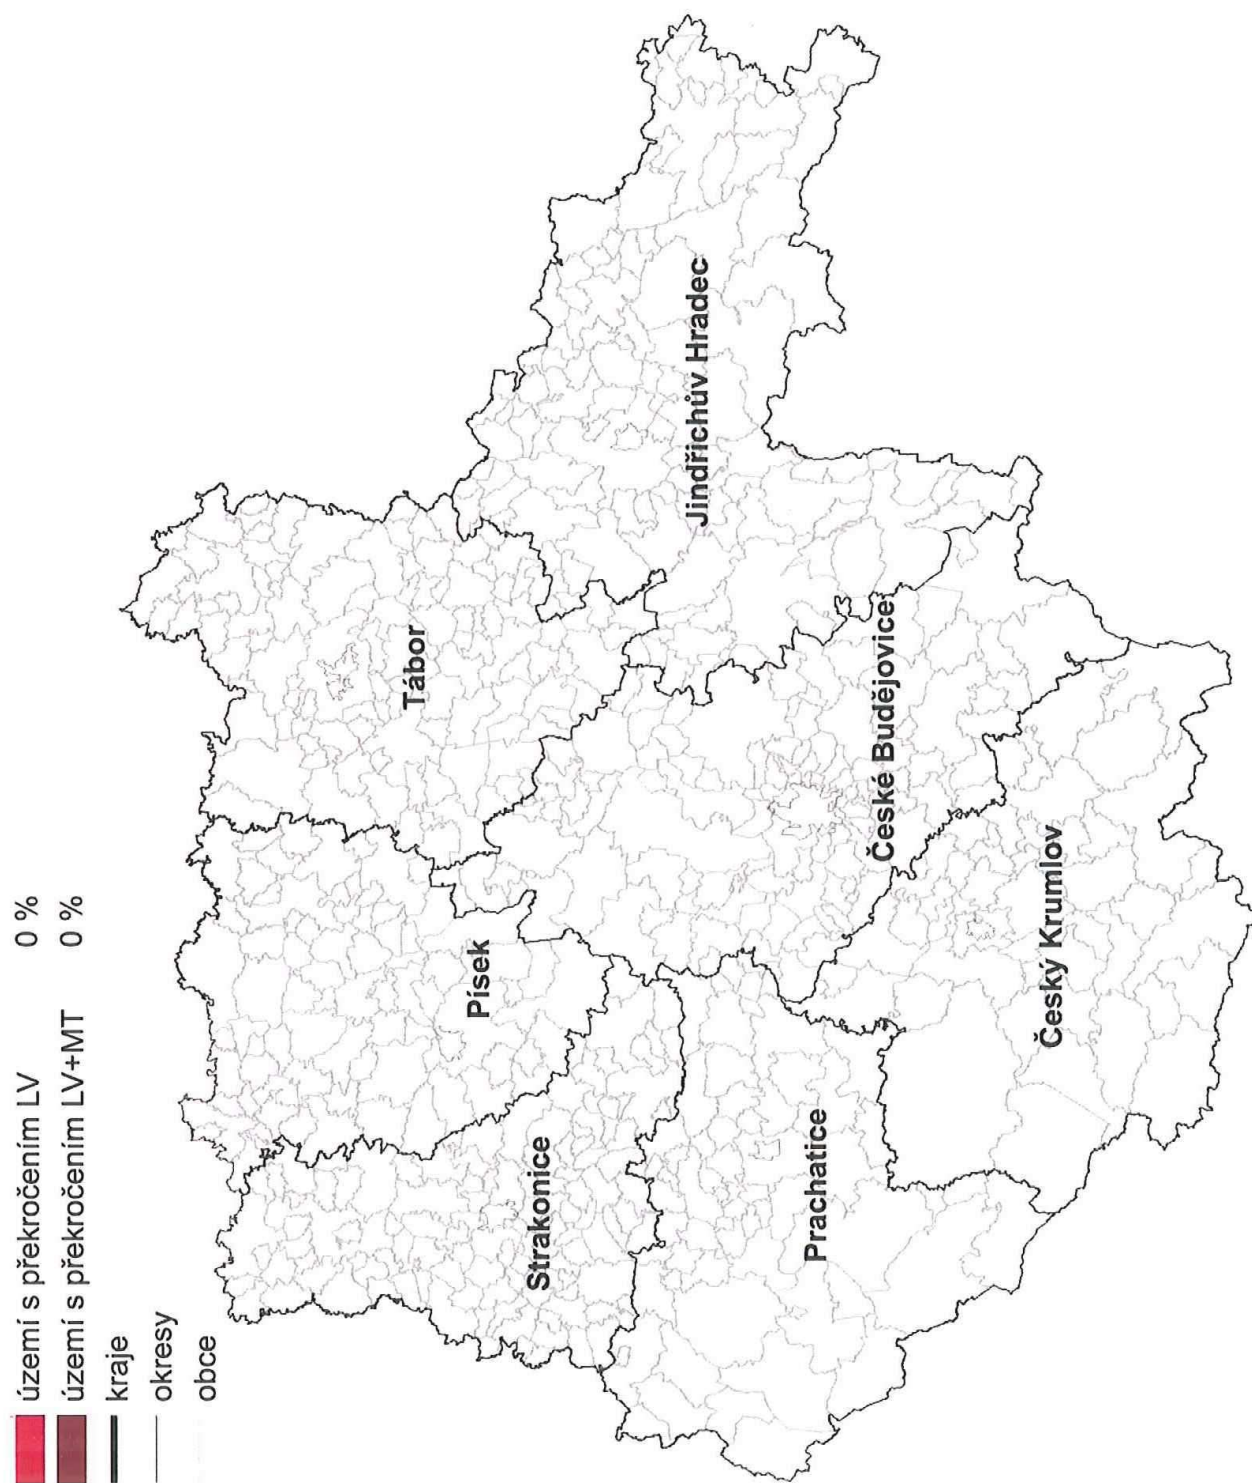 území s překročením LV 0 %
území s překročením LV+MT 0 %
kraje
okresy
obce
Tábor
Písek
Strakonice
Jindřichův Hradec
České Budějovice
Prachatice
Český Krumlov